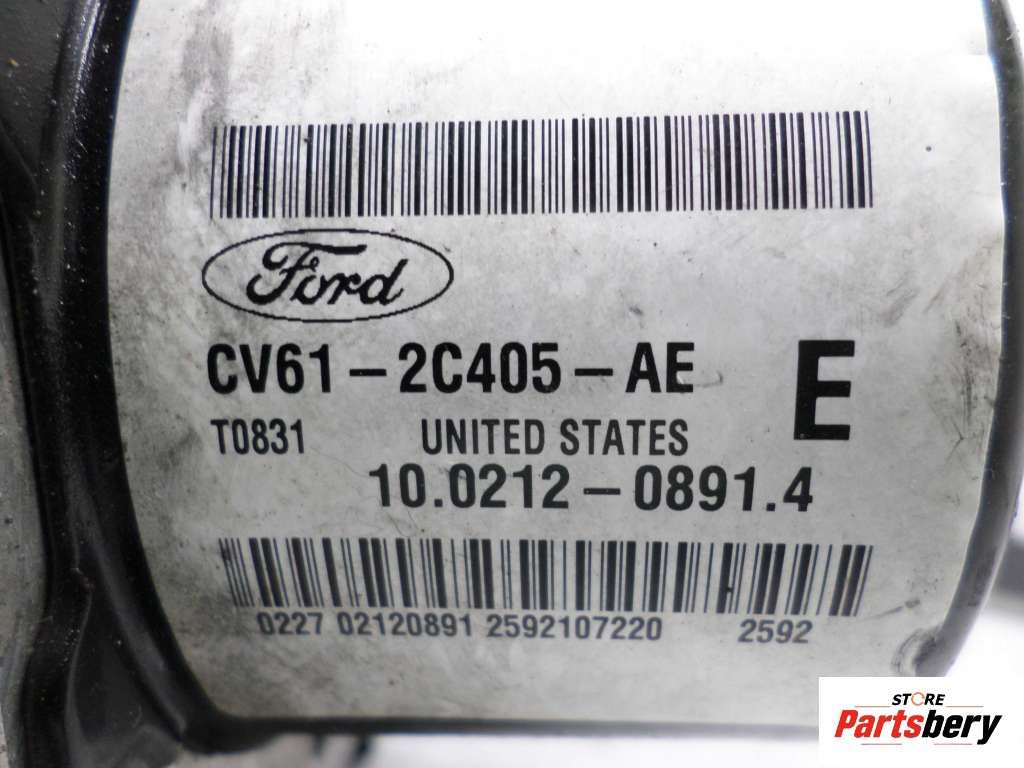 Ford
CV61-2C405-AE E
T0831 UNITED STATES
10.0212-0891.4
0227 02120891 2592107220 2592
STORE
Partsbery